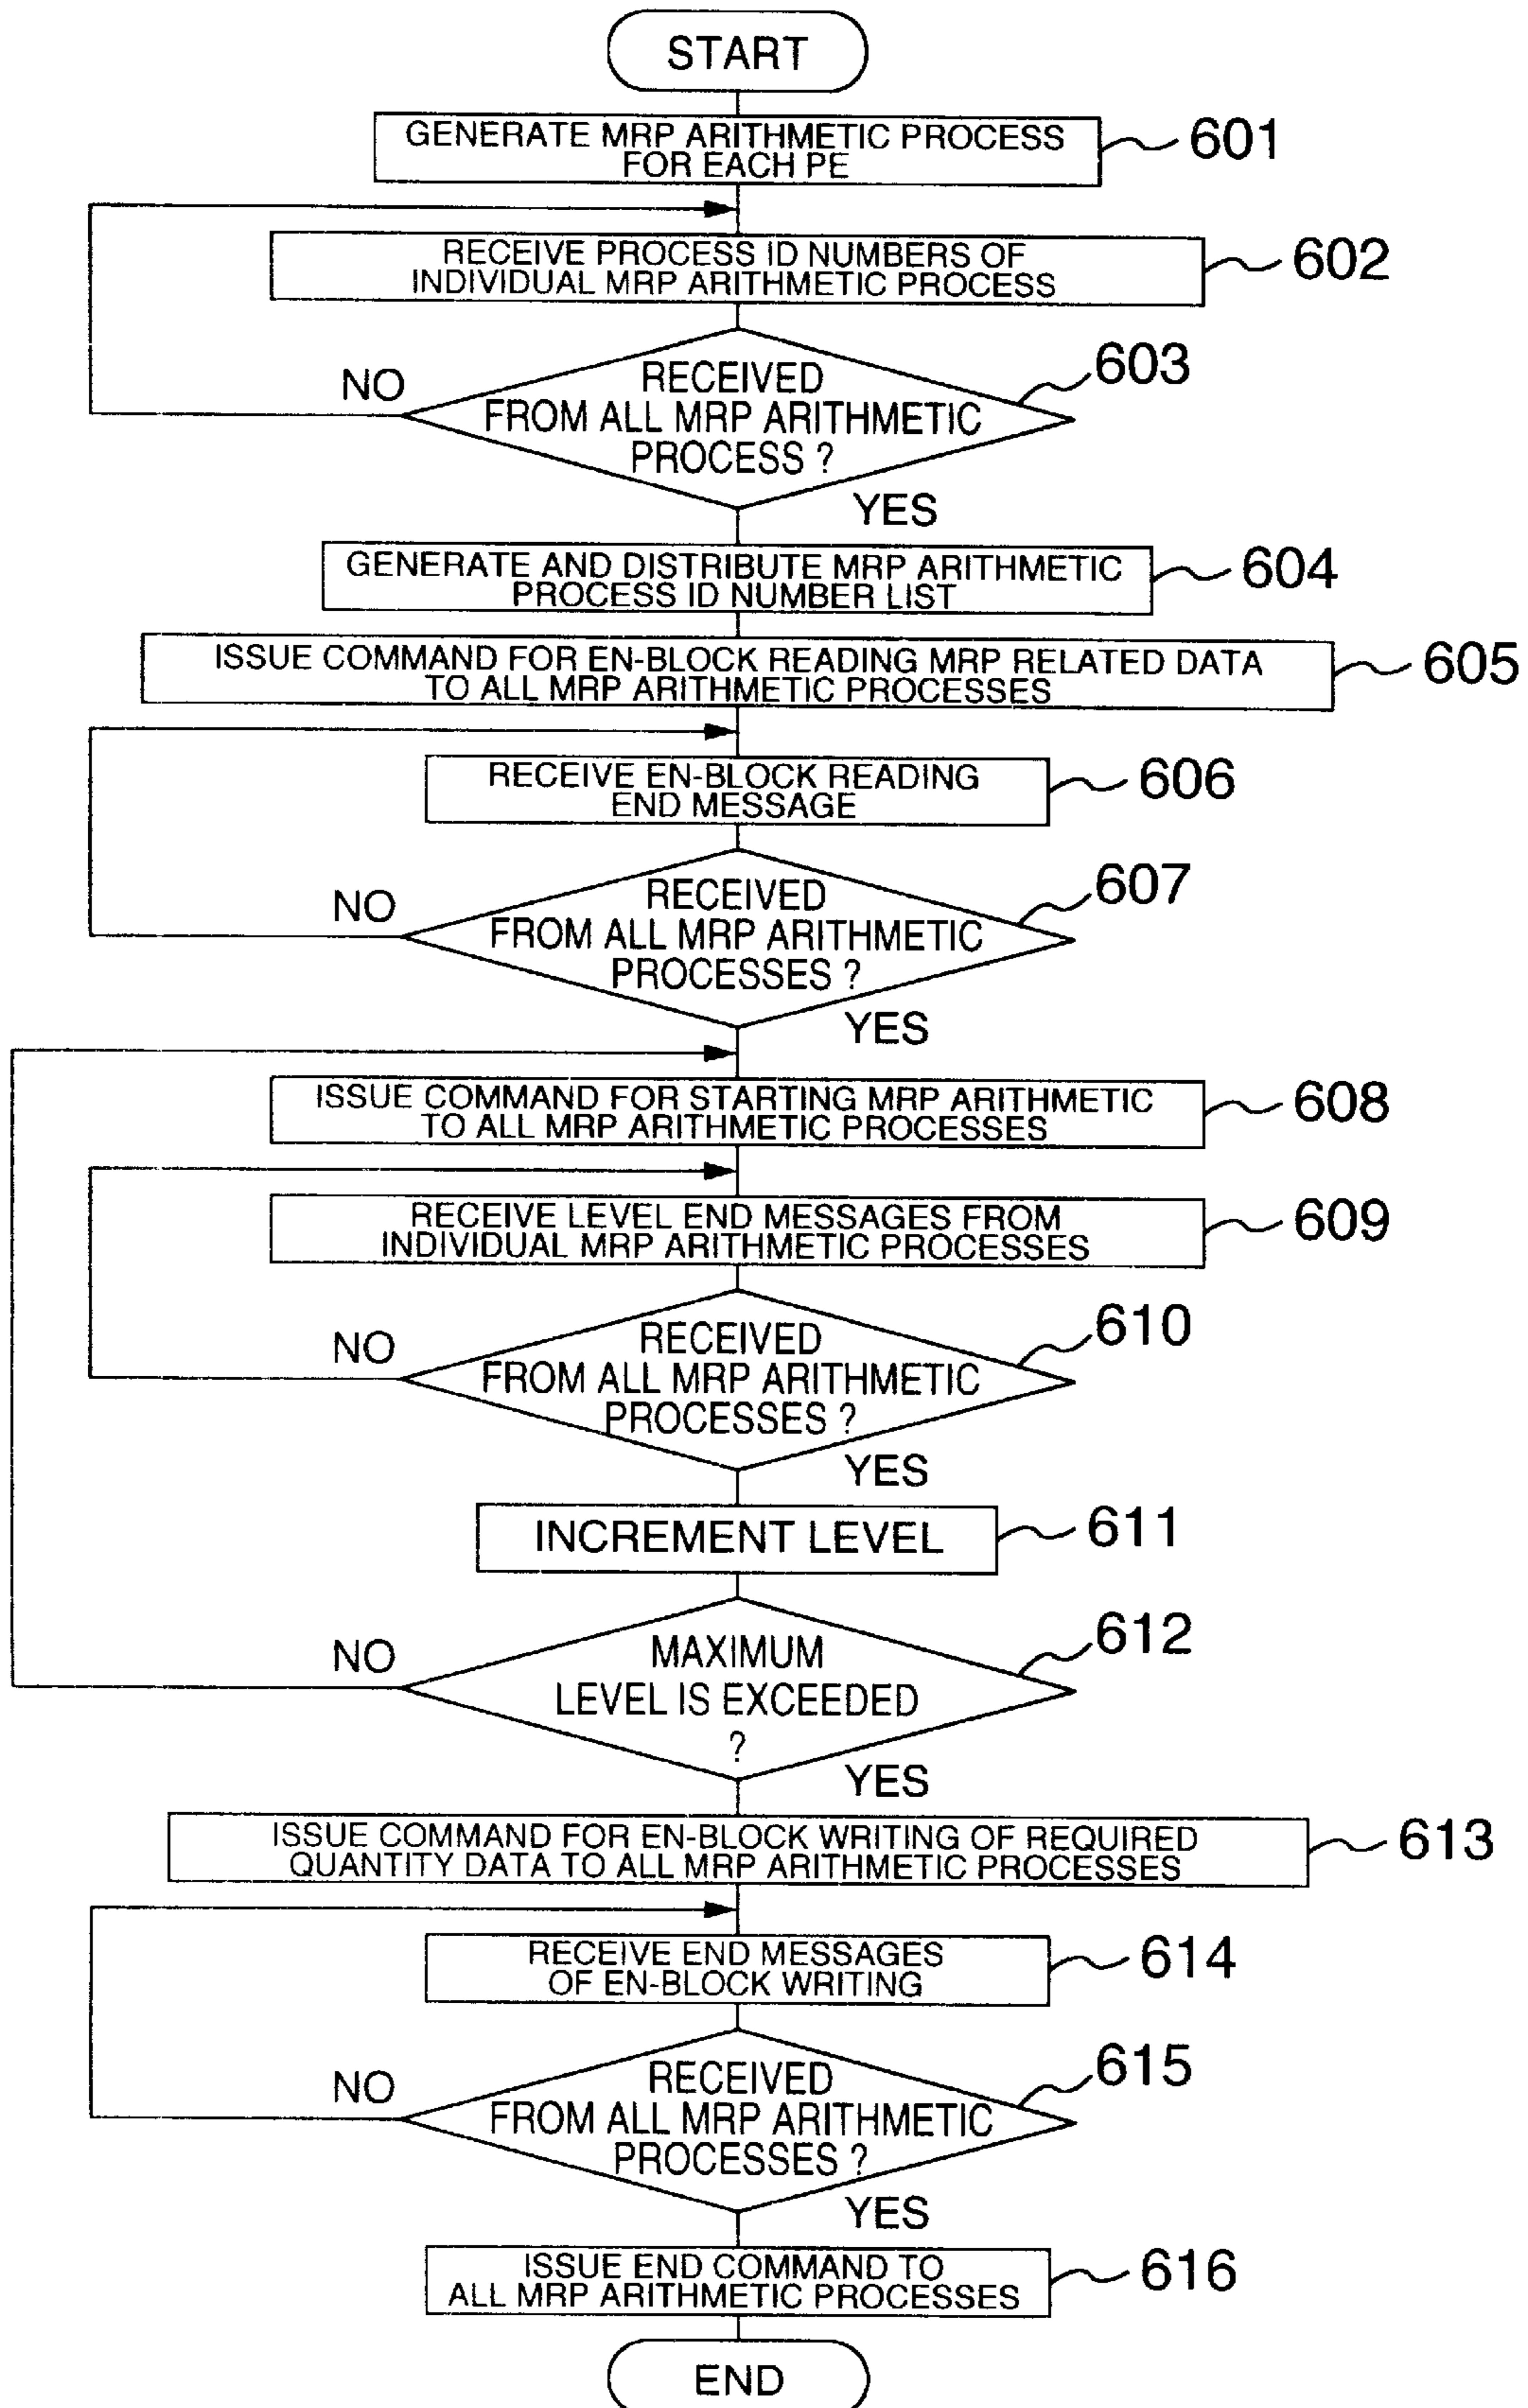 START
GENERATE MRP ARITHMETIC PROCESS
FOR EACH PE
601
RECEIVE PROCESS ID NUMBERS OF
INDIVIDUAL MRP ARITHMETIC PROCESS
602
603
NO
RECEIVED
FROM ALL MRP ARITHMETIC
PROCESS ?
YES
GENERATE AND DISTRIBUTE MRP ARITHMETIC
PROCESS ID NUMBER LIST
604
ISSUE COMMAND FOR EN-BLOCK READING MRP RELATED DATA
TO ALL MRP ARITHMETIC PROCESSES
605
RECEIVE EN-BLOCK READING
END MESSAGE
606
607
NO
RECEIVED
FROM ALL MRP ARITHMETIC
PROCESSES ?
YES
ISSUE COMMAND FOR STARTING MRP ARITHMETIC
TO ALL MRP ARITHMETIC PROCESSES
608
RECEIVE LEVEL END MESSAGES FROM
INDIVIDUAL MRP ARITHMETIC PROCESSES
609
610
NO
RECEIVED
FROM ALL MRP ARITHMETIC
PROCESSES ?
YES
INCREMENT LEVEL
611
612
NO
MAXIMUM
LEVEL IS EXCEEDED
?
YES
ISSUE COMMAND FOR EN-BLOCK WRITING OF REQUIRED
QUANTITY DATA TO ALL MRP ARITHMETIC PROCESSES
613
RECEIVE END MESSAGES
OF EN-BLOCK WRITING
614
615
NO
RECEIVED
FROM ALL MRP ARITHMETIC
PROCESSES ?
YES
ISSUE END COMMAND TO
ALL MRP ARITHMETIC PROCESSES
616
END